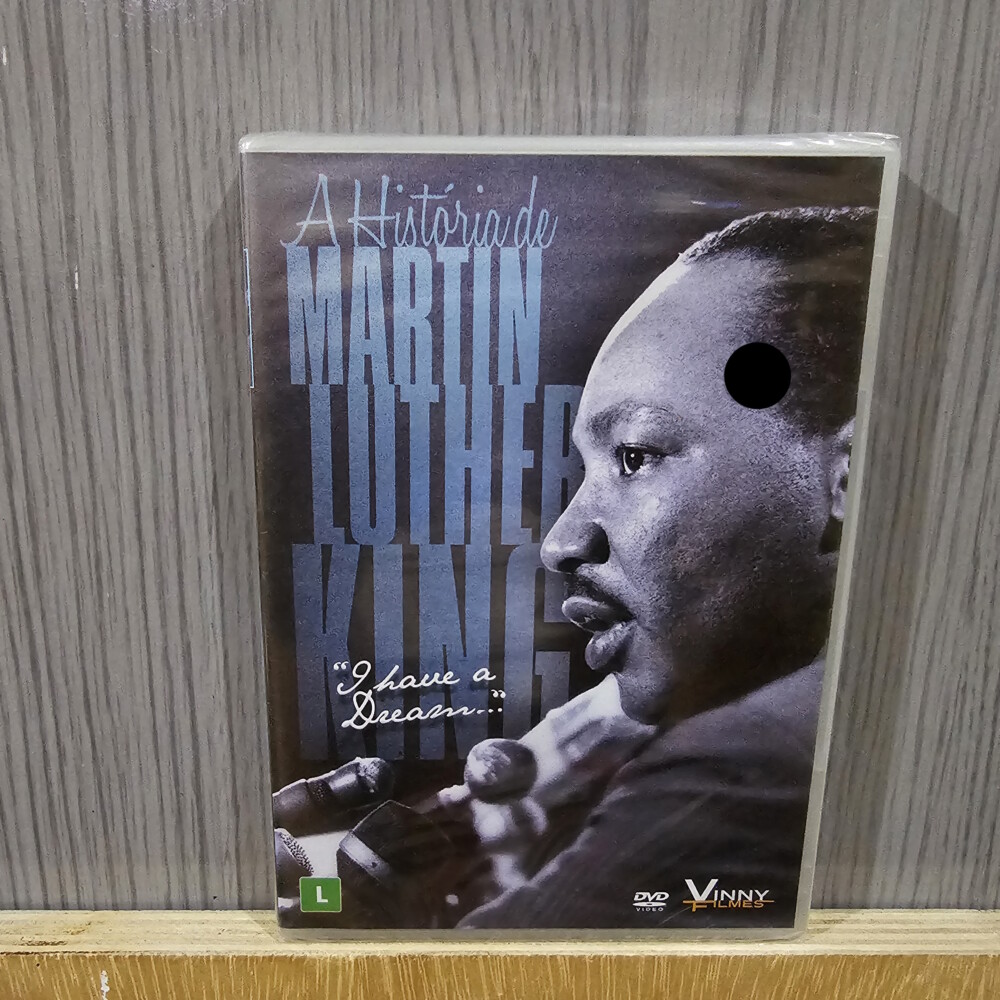 A História de
MARTIN
LUTHER
KING
"I have a
Dream..."
L
DVD
VIDEO
VINNY
FILMES